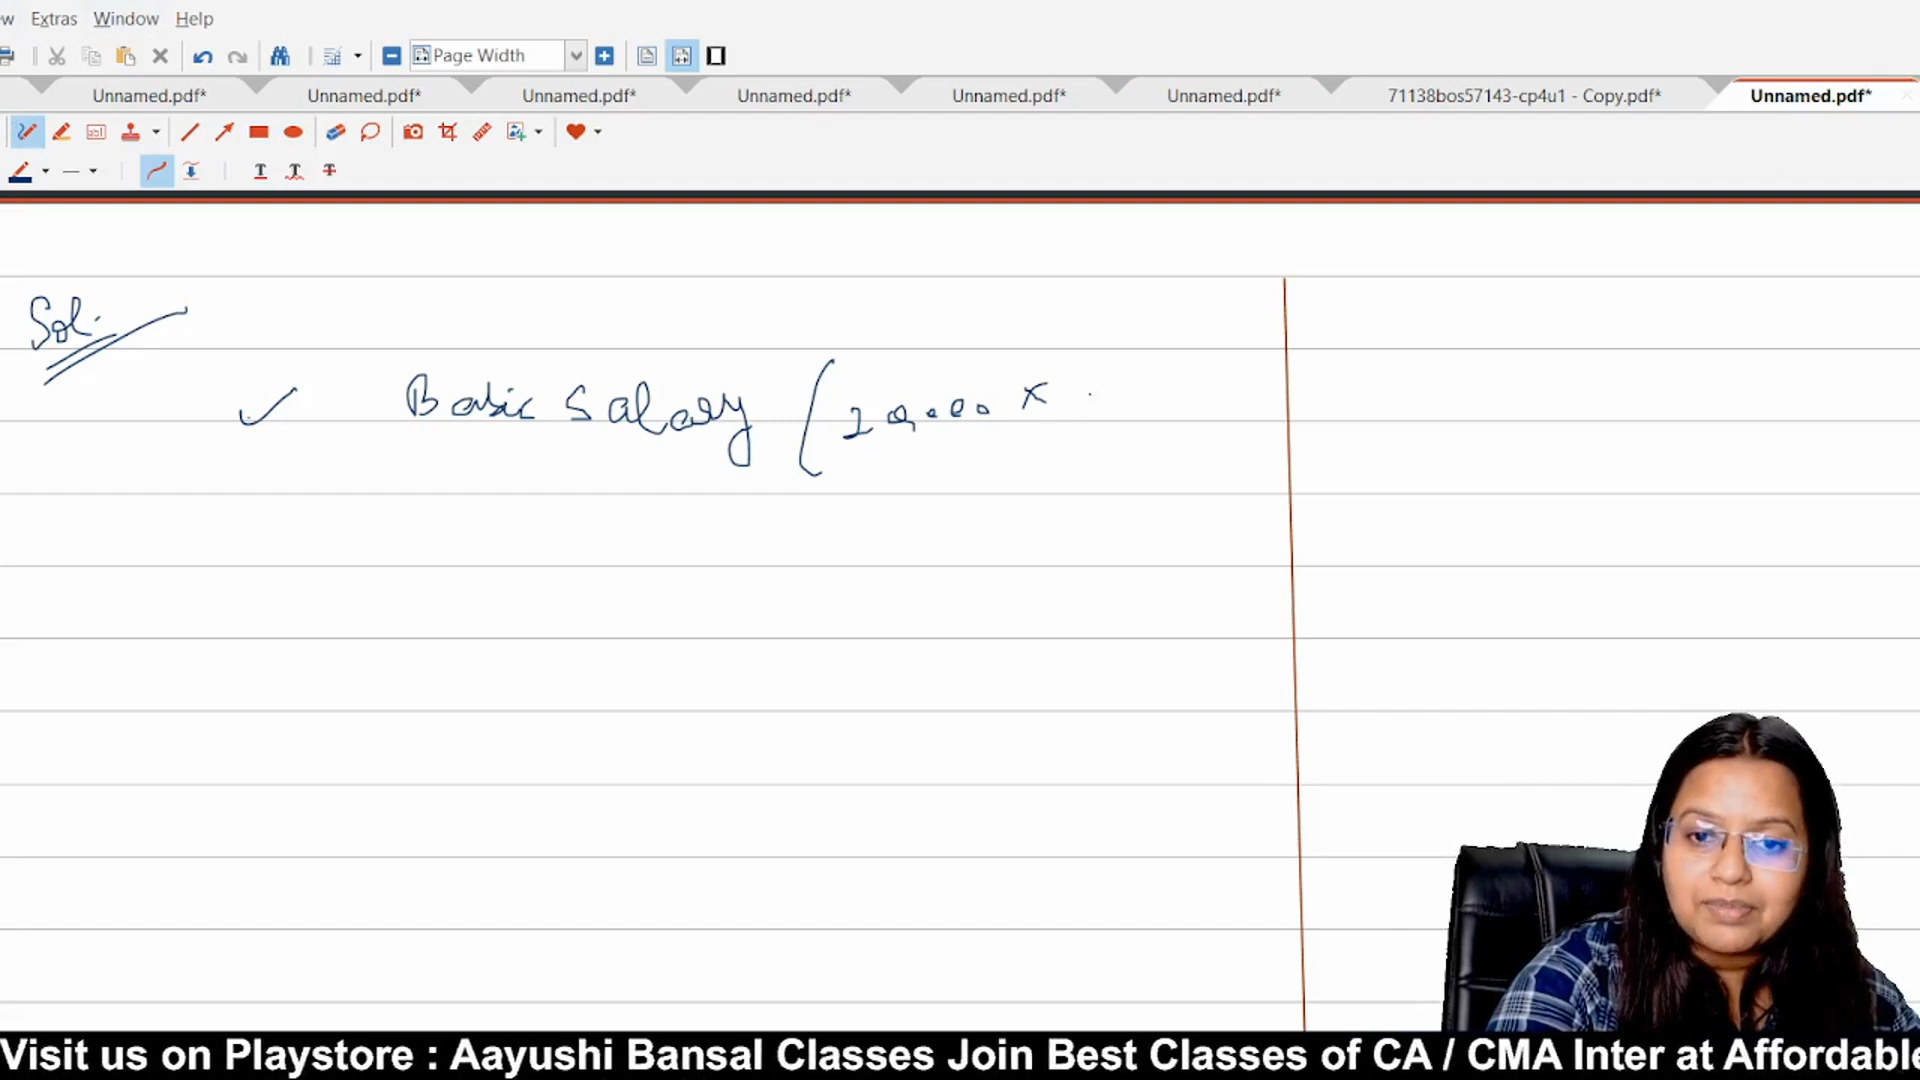 w Extras Window Help
Page Width
Unnamed.pdf* Unnamed.pdf* Unnamed.pdf* Unnamed.pdf* Unnamed.pdf* Unnamed.pdf* 71138bos57143-cp4u1 - Copy.pdf* Unnamed.pdf*
Sol.
✓ Basic Salary (20,000 ×
Visit us on Playstore : Aayushi Bansal Classes Join Best Classes of CA / CMA Inter at Affordable